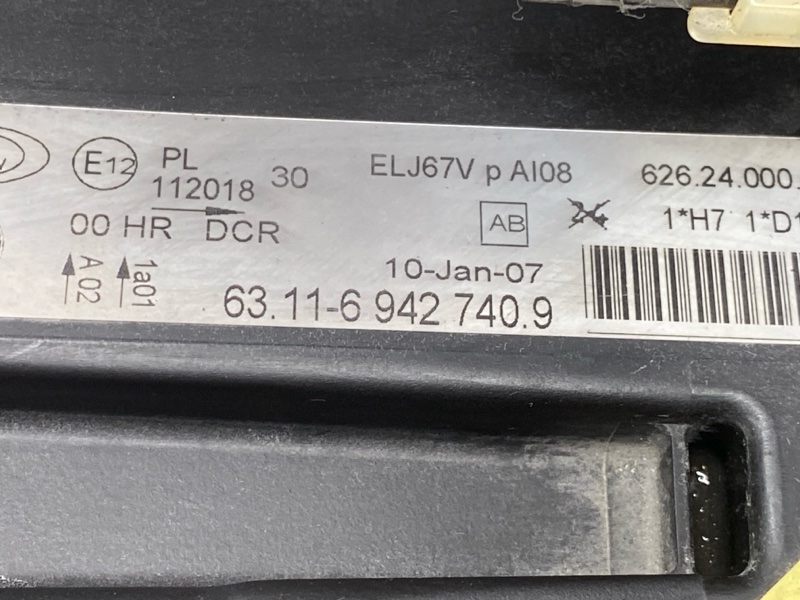 E12 PL 30 ELJ67V p AI08 626.24.000.
112018
00 HR DCR AB 1*H7 1*D1
A 02 1a01 10-Jan-07
63.11-6 942 740.9